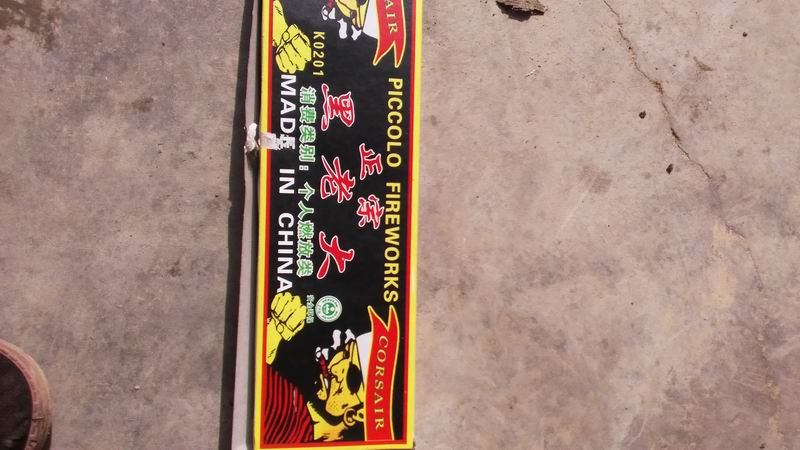 CORSAIR
PICCOLO FIREWORKS
K0201
正宗
黑老大
消费类别：个人燃放类
MADE IN CHINA
CORSAIR